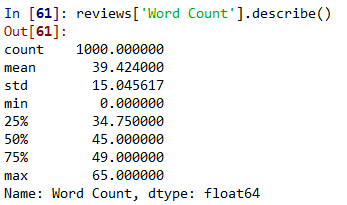 In [61]: reviews['Word Count'].describe()
Out[61]:
count    1000.000000
mean       39.424000
std        15.045617
min         0.000000
25%        34.750000
50%        45.000000
75%        49.000000
max        65.000000
Name: Word Count, dtype: float64